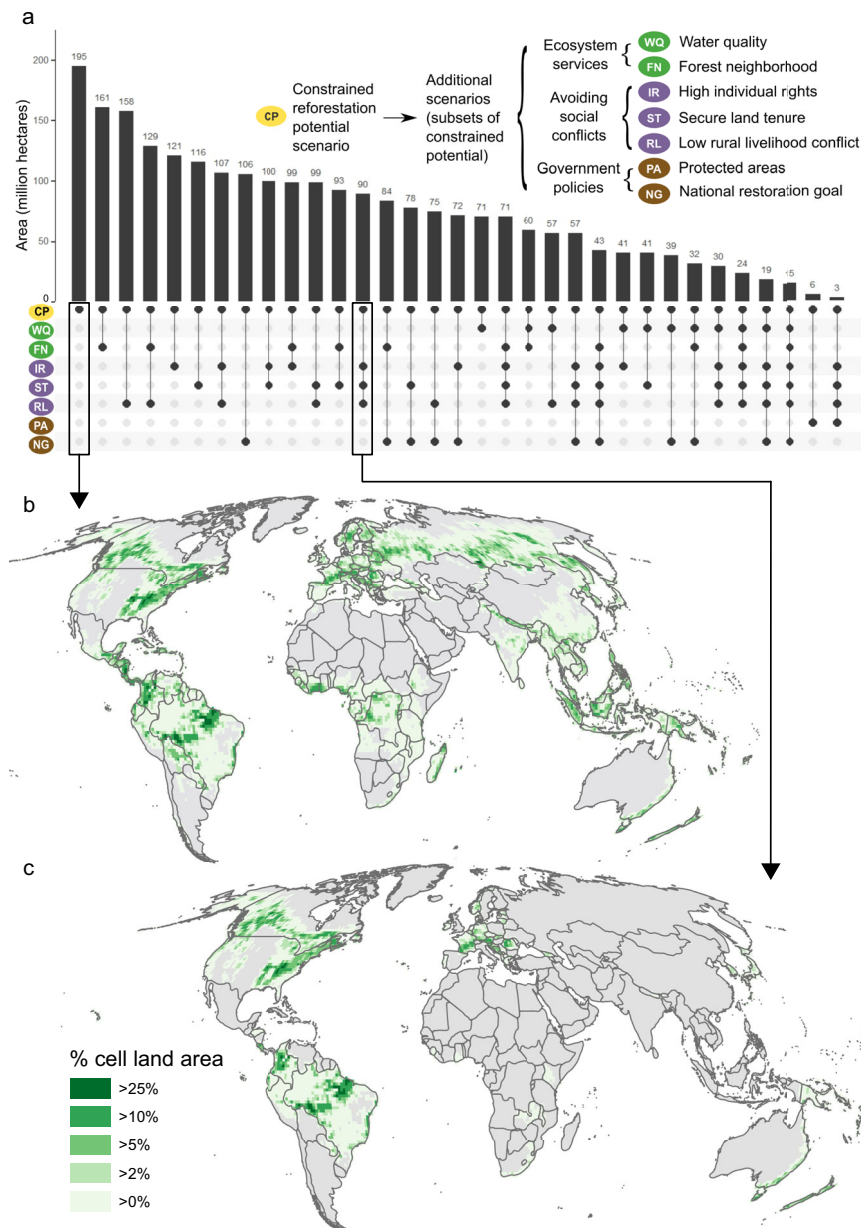 a
Area (million hectares)
200
150
100
50
0
195
161
158
129
121
116
107
106
100
99
99
93
90
84
78
75
72
71
71
60
57
57
43
41
41
39
32
30
24
19
15
6
3
CP
Constrained
reforestation
potential
scenario
Additional
scenarios
(subsets of
constrained
potential)
Ecosystem
services
WQ Water quality
FN Forest neighborhood
Avoiding
social
conflicts
IR High individual rights
ST Secure land tenure
RL Low rural livelihood conflict
Government
policies
PA Protected areas
NG National restoration goal
CP
WQ
FN
IR
ST
RL
PA
NG
b
c
% cell land area
>25%
>10%
>5%
>2%
>0%